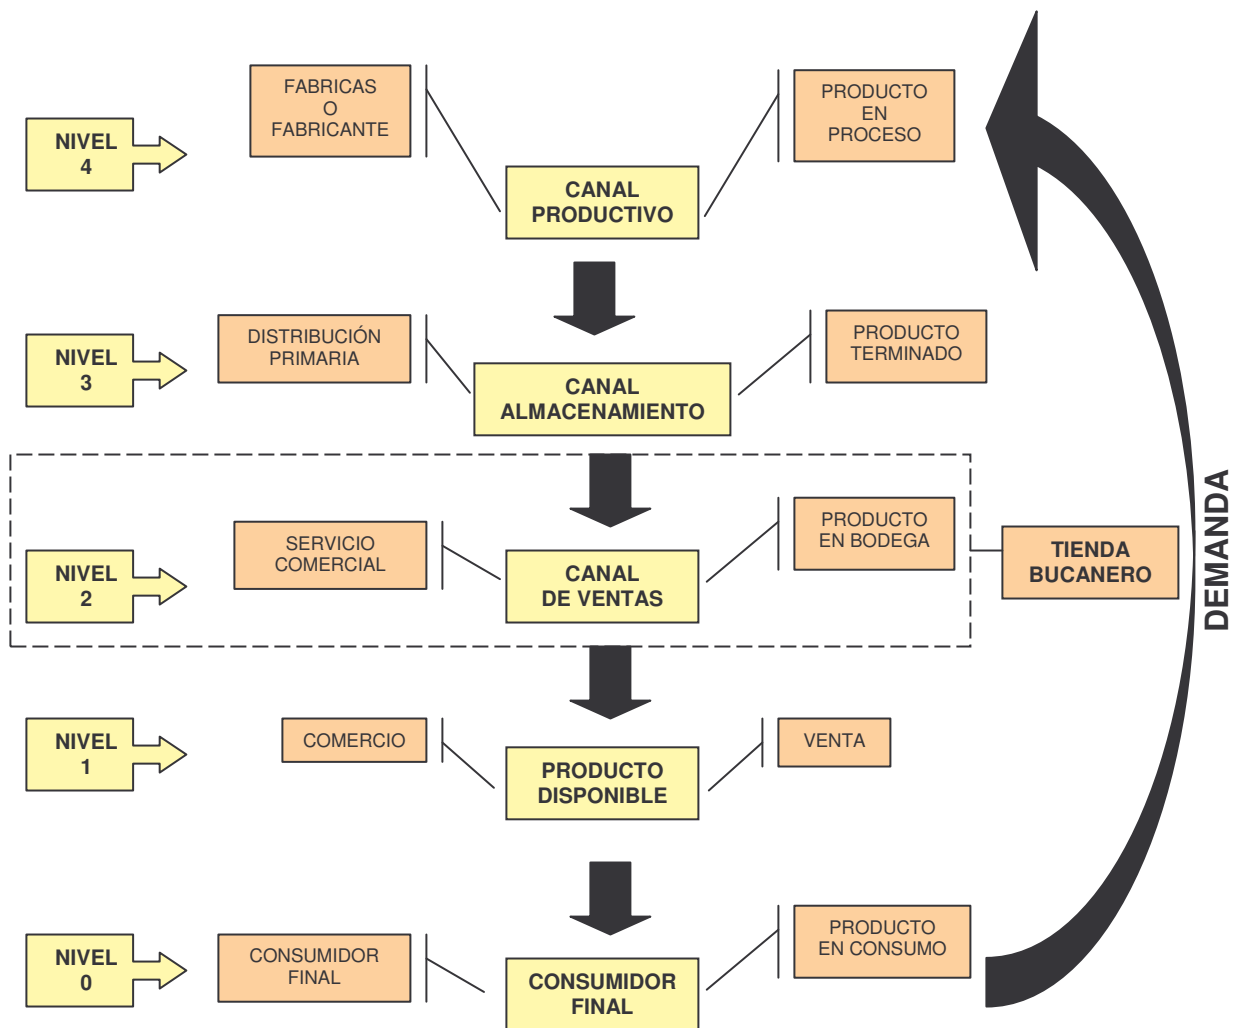 FABRICAS
O
FABRICANTE
PRODUCTO
EN
PROCESO
NIVEL
4
CANAL
PRODUCTIVO
DISTRIBUCIÓN
PRIMARIA
PRODUCTO
TERMINADO
NIVEL
3
CANAL
ALMACENAMIENTO
SERVICIO
COMERCIAL
PRODUCTO
EN BODEGA
NIVEL
2
CANAL
DE VENTAS
TIENDA
BUCANERO
DEMANDA
NIVEL
1
COMERCIO
VENTA
PRODUCTO
DISPONIBLE
NIVEL
0
CONSUMIDOR
FINAL
PRODUCTO
EN CONSUMO
CONSUMIDOR
FINAL